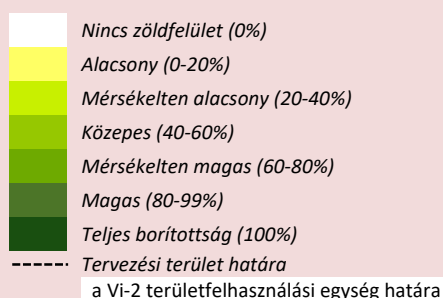 Nincs zöldfelület (0%)
Alacsony (0-20%)
Mérsékelten alacsony (20-40%)
Közepes (40-60%)
Mérsékelten magas (60-80%)
Magas (80-99%)
Teljes borítottság (100%)
Tervezési terület határa
a Vi-2 területfelhasználási egység határa